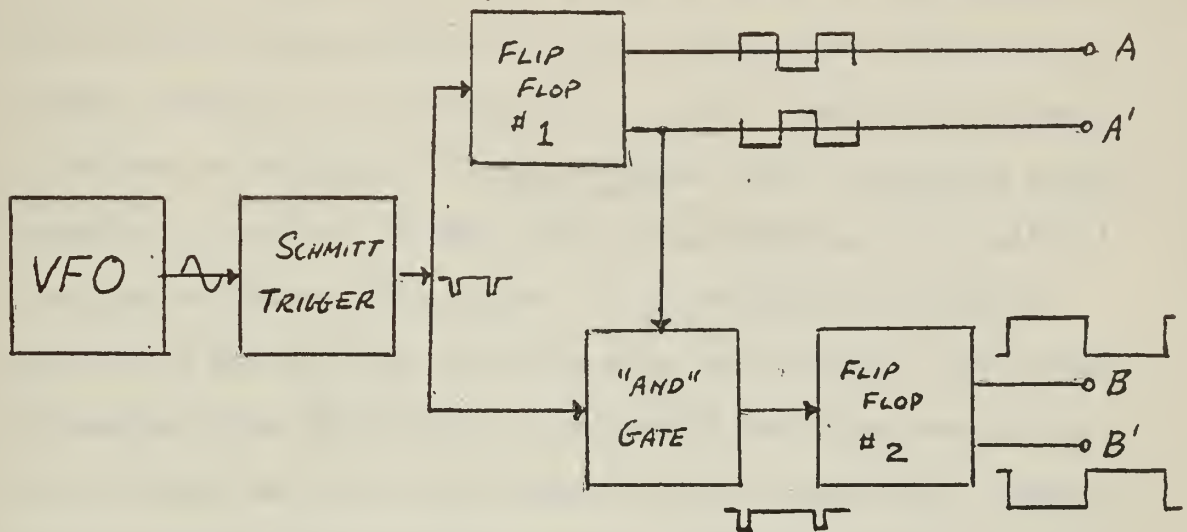 FLIP
FLOP
# 1
A
A'
VFO
SCHMITT
TRIGGER
"AND"
GATE
FLIP
FLOP
# 2
B
B'